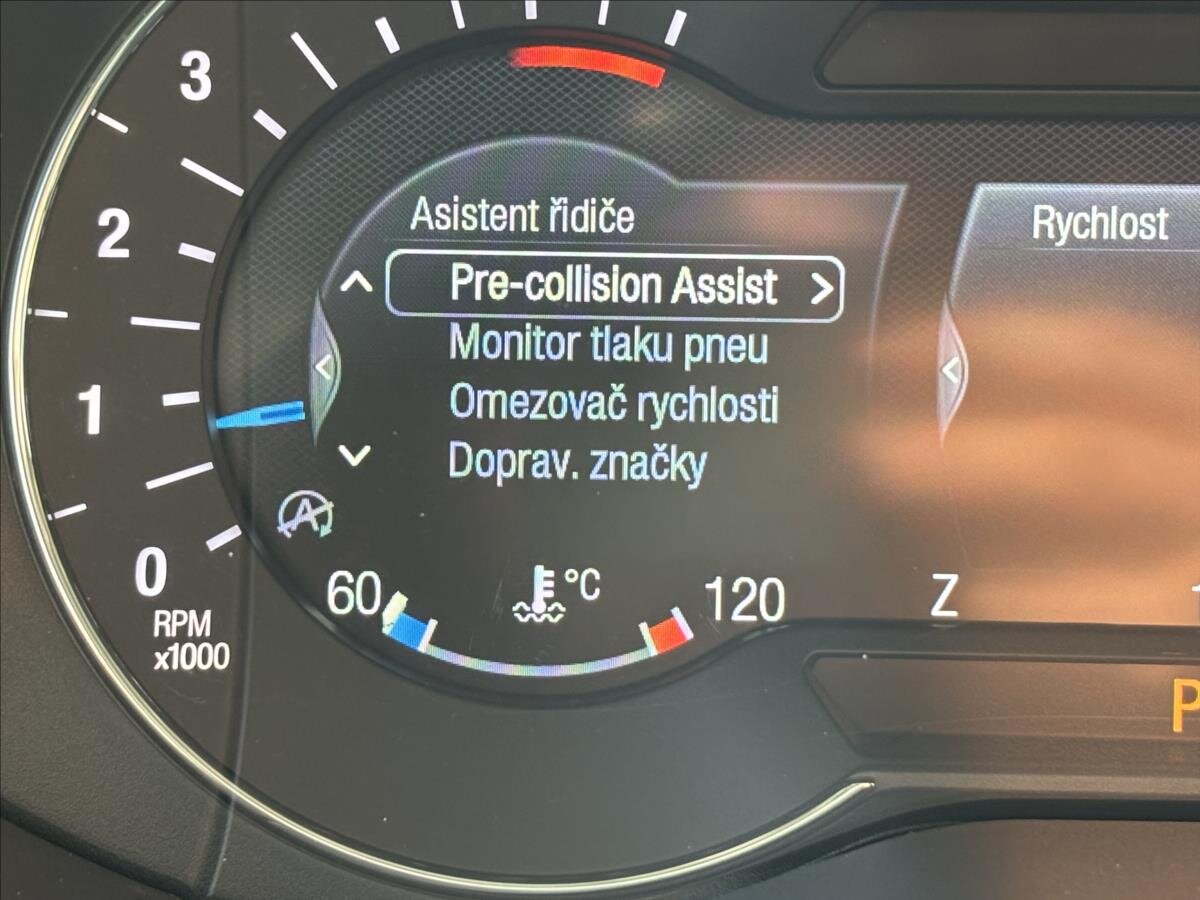 3
2
1
0
RPM
x1000
Asistent řidiče
Pre-collision Assist
Monitor tlaku pneu
Omezovač rychlosti
Doprav. značky
60
°C
120
Rychlost
Z
P